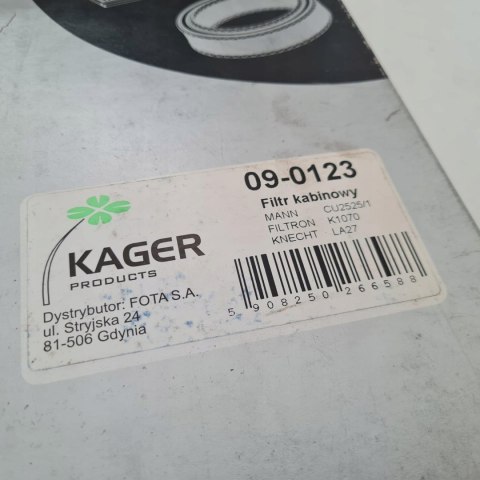 09-0123
Filtr kabinowy
MANN CU2525/1
FILTRON K1070
KNECHT LA27
KAGER
PRODUCTS
Dystrybutor: FOTA S.A.
ul. Stryjska 24
81-506 Gdynia
5 908250 266588